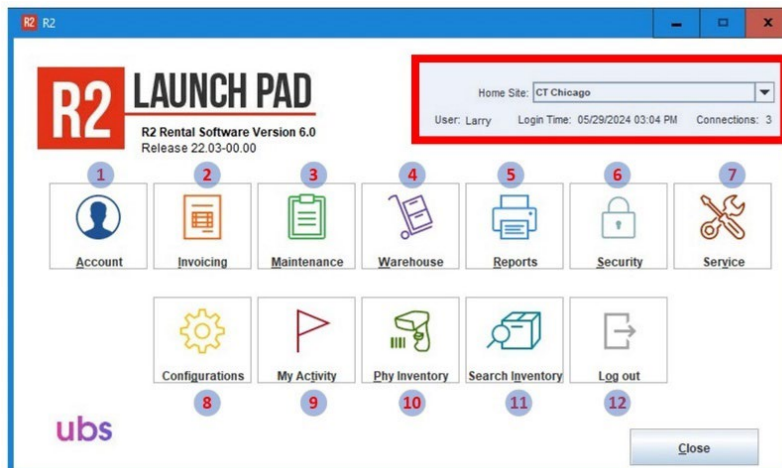 R2 R2
R2
LAUNCH PAD
R2 Rental Software Version 6.0
Release 22.03-00.00
Home Site: CT Chicago
User: Larry Login Time: 05/29/2024 03:04 PM Connections: 3
1 2 3 4 5 6 7
Account Invoicing Maintenance Warehouse Reports Security Service
Configurations My Activity Phy Inventory Search Inventory Log out
8 9 10 11 12
ubs
Close